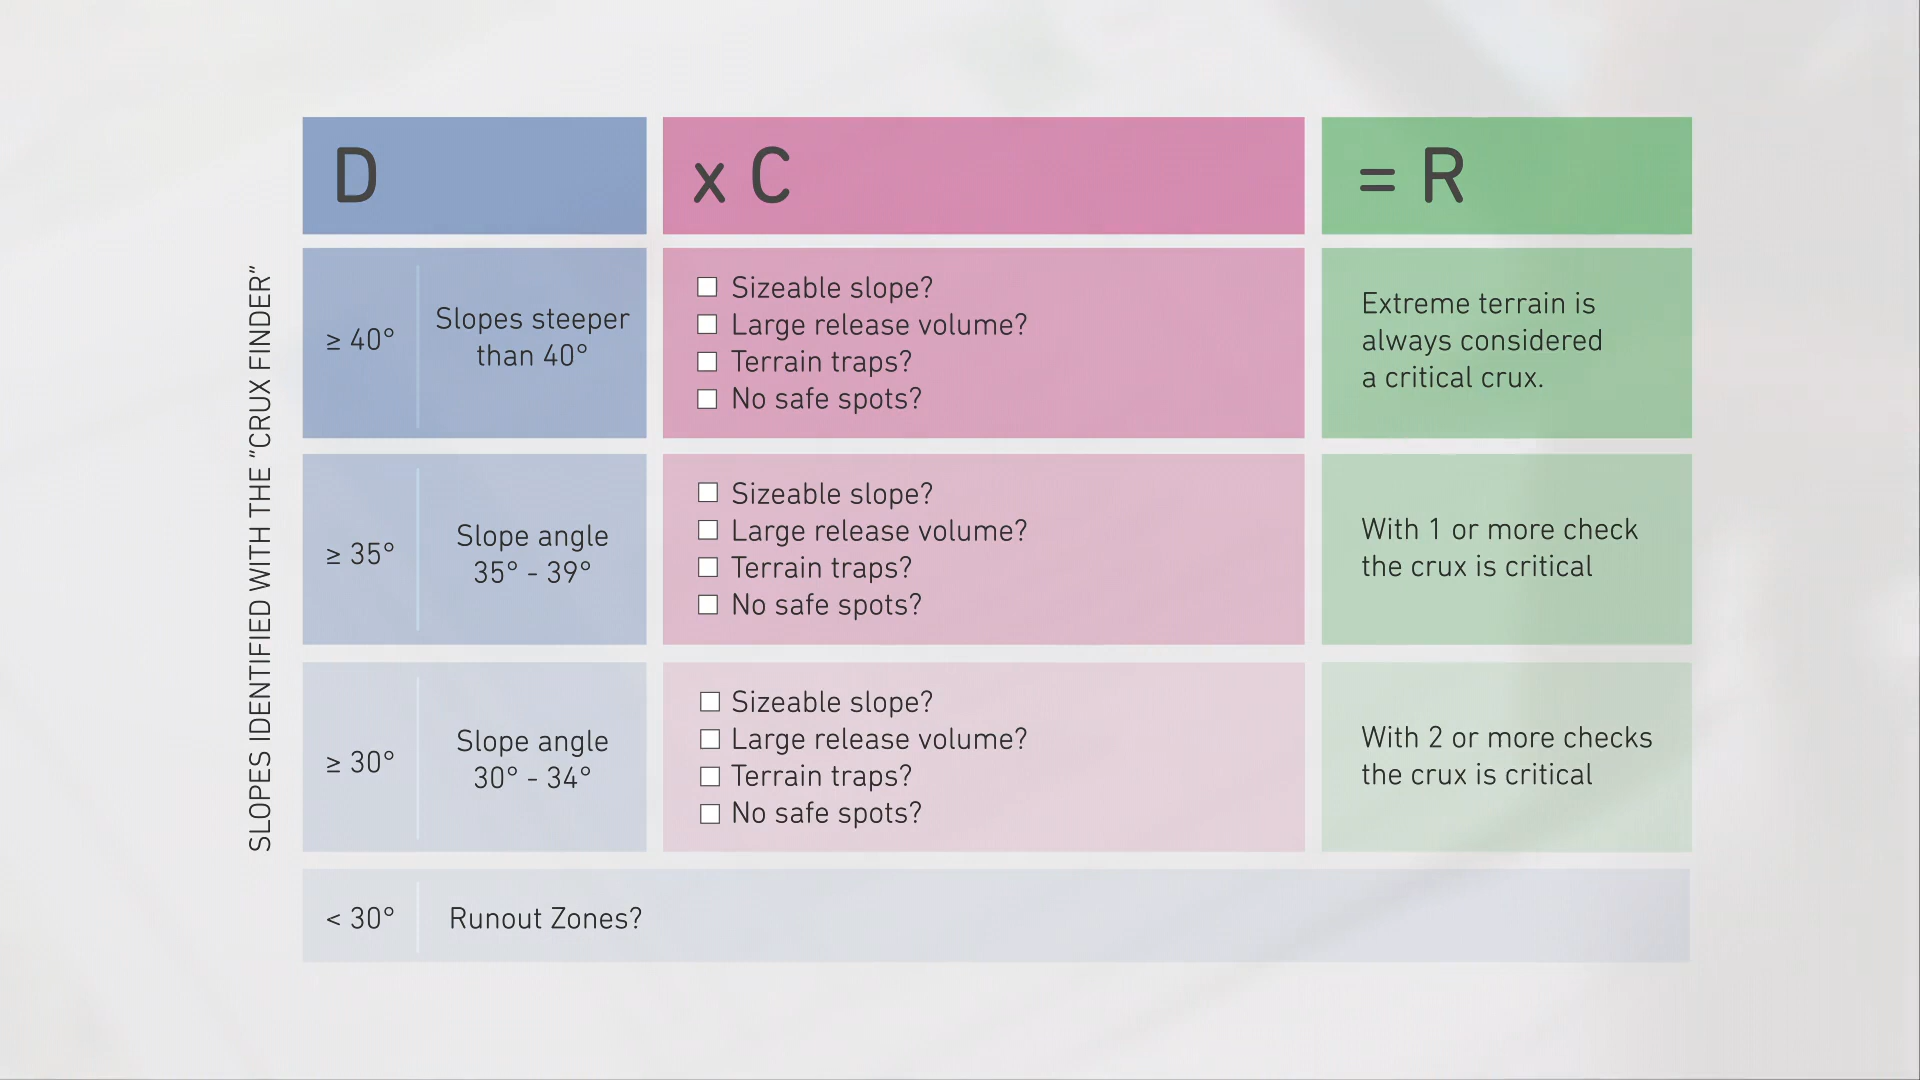 D
x C
= R
SLOPES IDENTIFIED WITH THE "CRUX FINDER"
≥ 40°
Slopes steeper
than 40°
Sizeable slope?
Large release volume?
Terrain traps?
No safe spots?
Extreme terrain is
always considered
a critical crux.
≥ 35°
Slope angle
35° - 39°
Sizeable slope?
Large release volume?
Terrain traps?
No safe spots?
With 1 or more check
the crux is critical
≥ 30°
Slope angle
30° - 34°
Sizeable slope?
Large release volume?
Terrain traps?
No safe spots?
With 2 or more checks
the crux is critical
< 30°
Runout Zones?